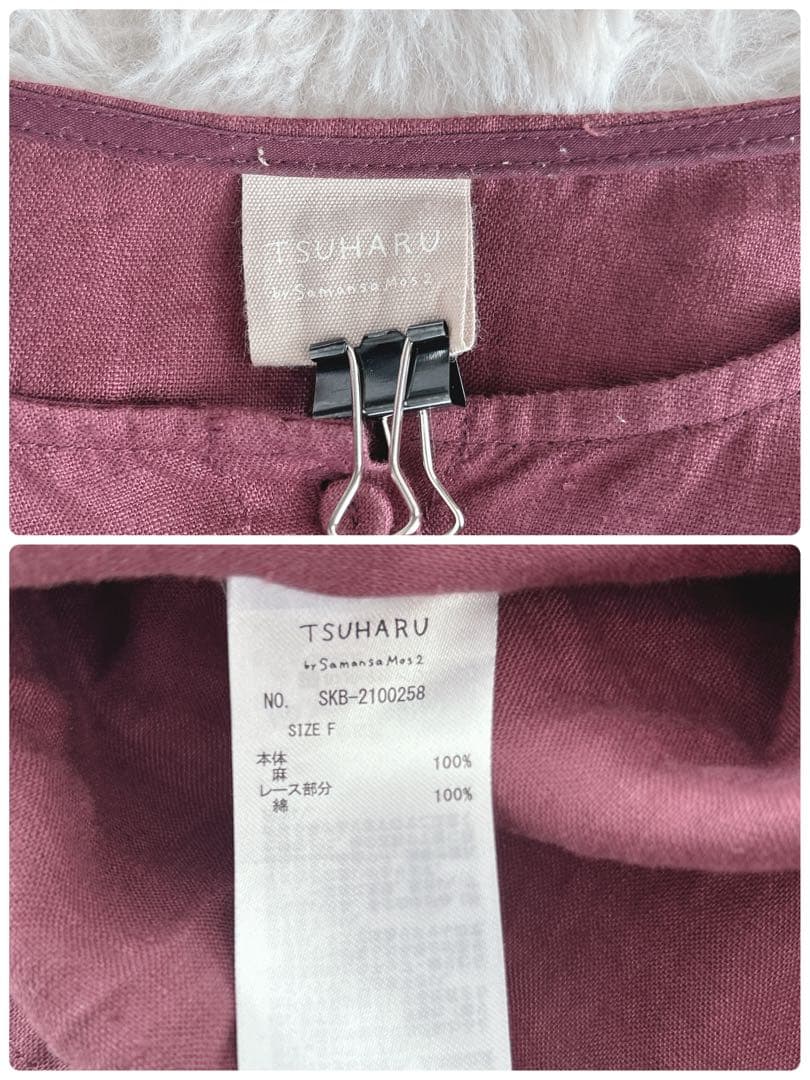 TSUHARU
by Samansa Mos2
TSUHARU
by Samansa Mos2
NO. SKB-2100258
SIZE F
本体
麻 100%
レース部分
綿 100%